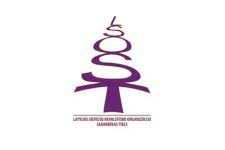 L
S
O
S
T
LATVIJAS SIEVIEŠU NEVALSTISKO ORGANIZĀCIJU
SADARBĪBAS TĪKLS